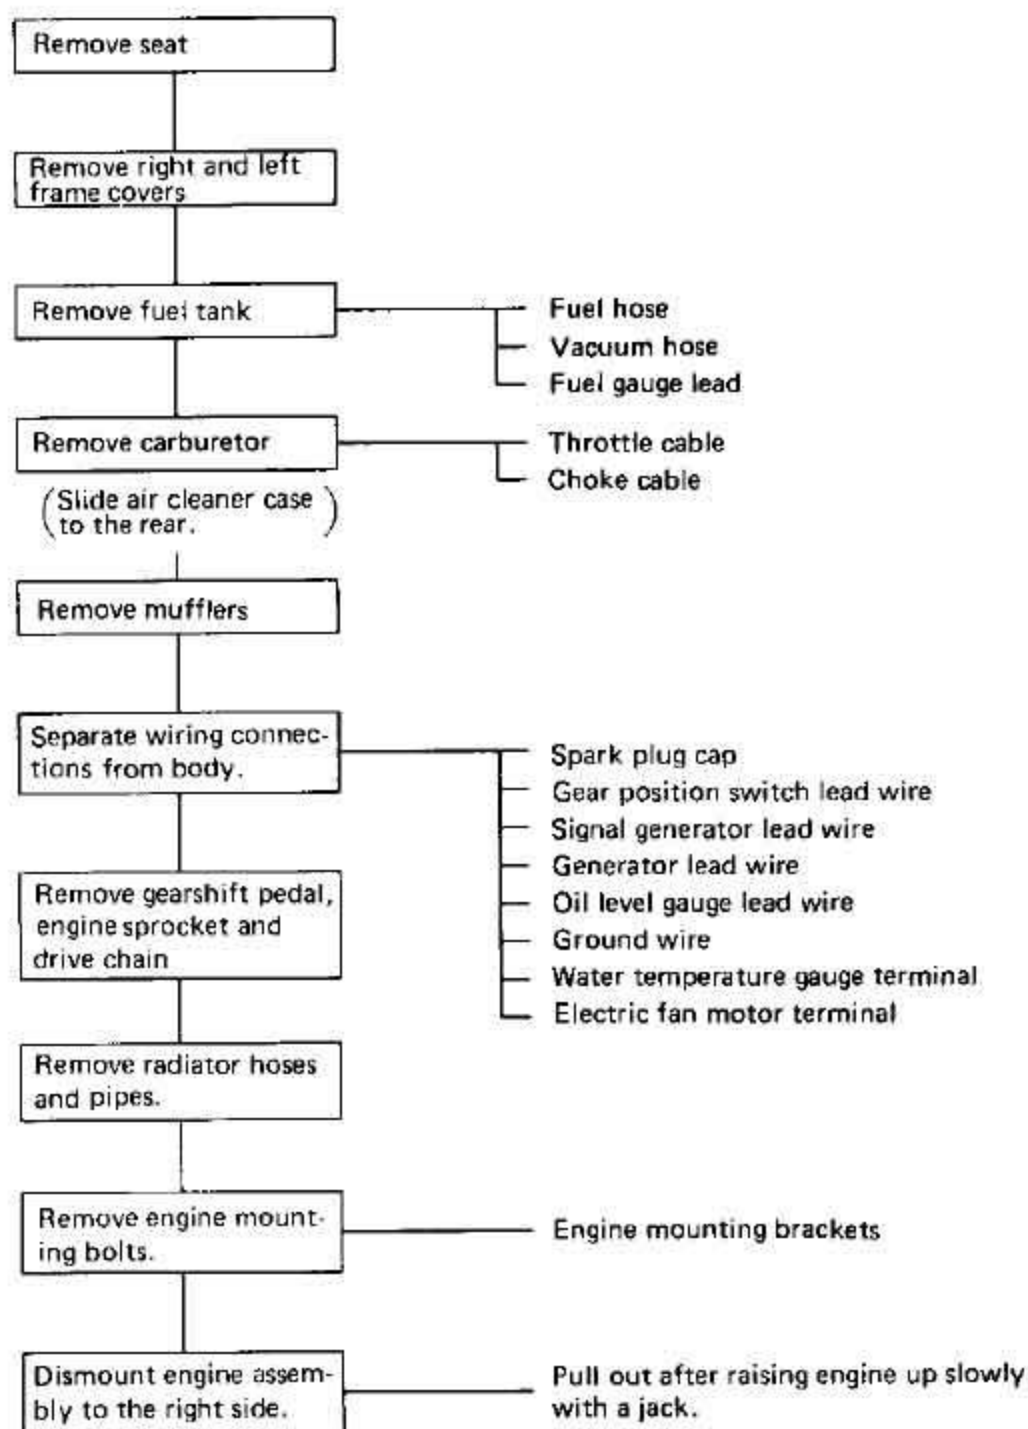 Remove seat
Remove right and left
frame covers
Remove fuel tank
Fuel hose
Vacuum hose
Fuel gauge lead
Remove carburetor
Throttle cable
Choke cable
(Slide air cleaner case
to the rear.)
Remove mufflers
Separate wiring connec-
tions from body.
Spark plug cap
Gear position switch lead wire
Signal generator lead wire
Generator lead wire
Oil level gauge lead wire
Ground wire
Water temperature gauge terminal
Electric fan motor terminal
Remove gearshift pedal,
engine sprocket and
drive chain
Remove radiator hoses
and pipes.
Remove engine mount-
ing bolts.
Engine mounting brackets
Dismount engine assem-
bly to the right side.
Pull out after raising engine up slowly
with a jack.